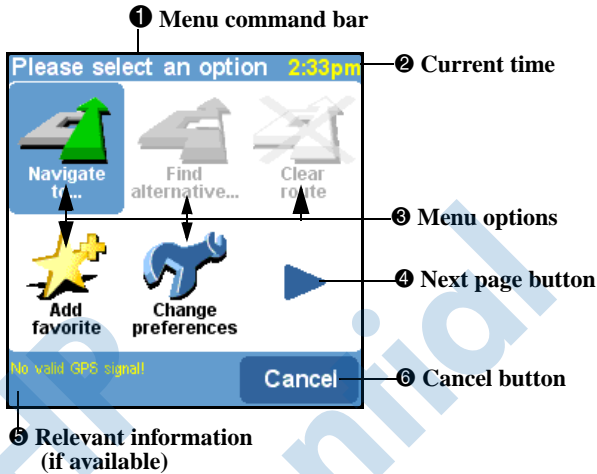 ❶ Menu command bar
Please select an option 2:33pm
❷ Current time
Navigate to...
Find alternative...
Clear route
❸ Menu options
Add favorite
Change preferences
❹ Next page button
No valid GPS signal!
Cancel
❻ Cancel button
❺ Relevant information
(if available)
HP